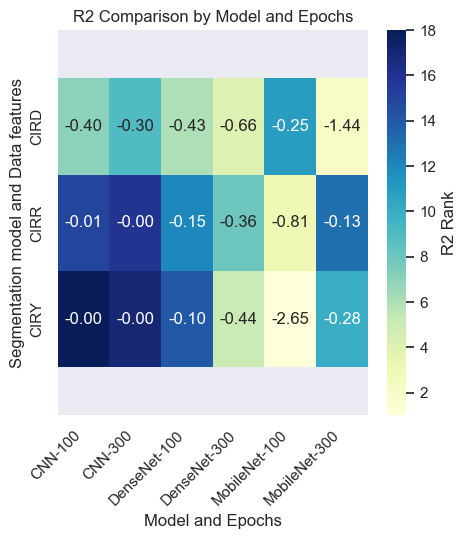 R2 Comparison by Model and Epochs
Segmentation model and Data features
CIRD
-0.40 -0.30 -0.43 -0.66 -0.25 -1.44
CIRR
-0.01 -0.00 -0.15 -0.36 -0.81 -0.13
CIRY
-0.00 -0.00 -0.10 -0.44 -2.65 -0.28
CNN-100
CNN-300
DenseNet-100
DenseNet-300
MobileNet-100
MobileNet-300
Model and Epochs
18
16
14
12
10
8
6
4
2
R2 Rank